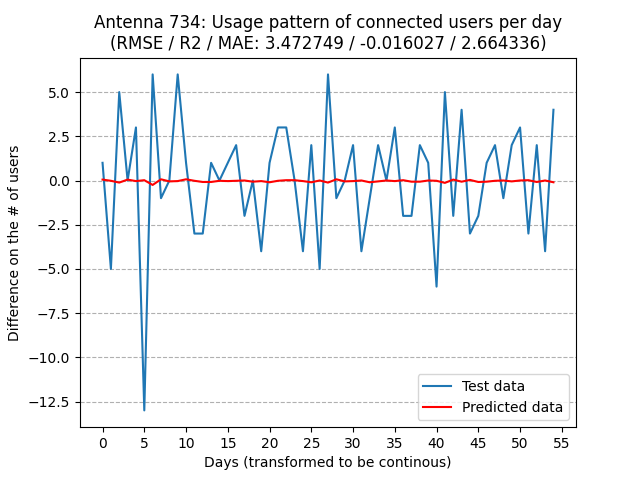 Antenna 734: Usage pattern of connected users per day
(RMSE / R2 / MAE: 3.472749 / -0.016027 / 2.664336)
Difference on the # of users
5.0
2.5
0.0
−2.5
−5.0
−7.5
−10.0
−12.5
Test data
Predicted data
0 5 10 15 20 25 30 35 40 45 50 55
Days (transformed to be continous)